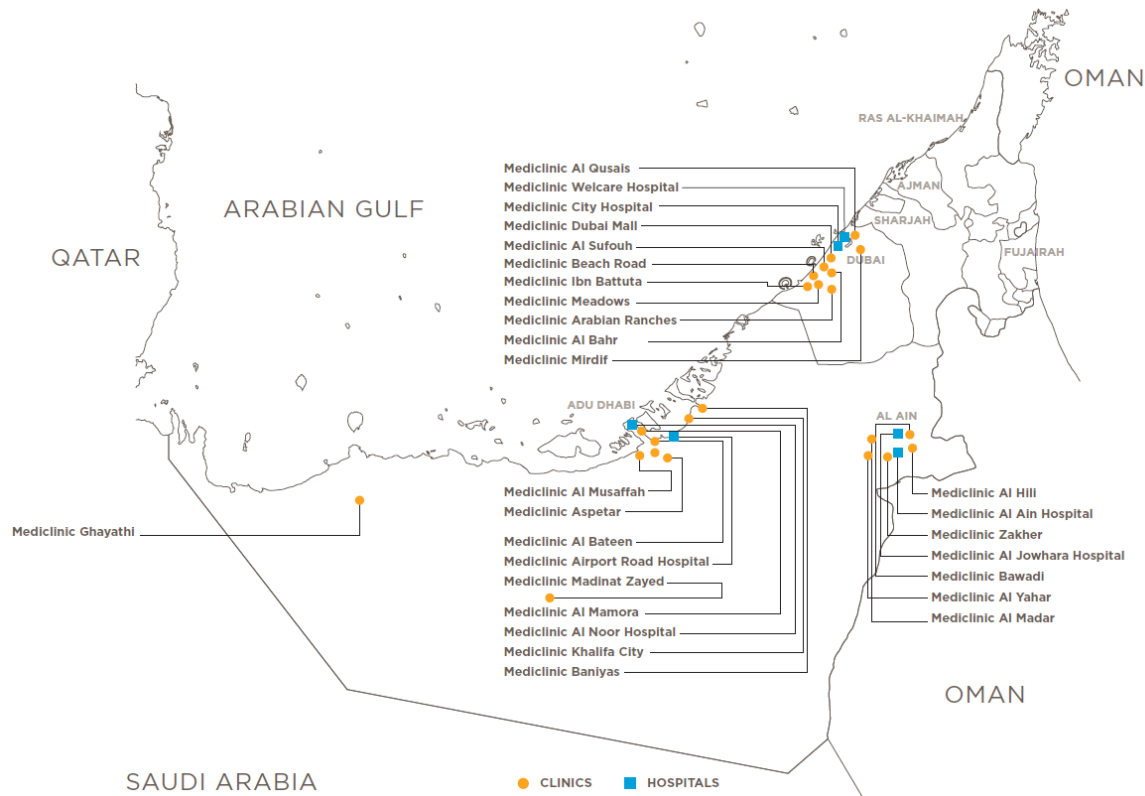 OMAN
RAS AL-KHAIMAH
Mediclinic Al Qusais
Mediclinic Welcare Hospital
Mediclinic City Hospital
Mediclinic Dubai Mall
Mediclinic Al Sufouh
Mediclinic Beach Road
Mediclinic Ibn Battuta
Mediclinic Meadows
Mediclinic Arabian Ranches
Mediclinic Al Bahr
Mediclinic Mirdif
AJMAN
SHARJAH
DUBAI
FUJAIRAH
ARABIAN GULF
QATAR
ADU DHABI
AL AIN
Mediclinic Al Musaffah
Mediclinic Aspetar
Mediclinic Al Bateen
Mediclinic Airport Road Hospital
Mediclinic Madinat Zayed
Mediclinic Al Mamora
Mediclinic Al Noor Hospital
Mediclinic Khalifa City
Mediclinic Baniyas
Mediclinic Ghayathi
Mediclinic Al Hili
Mediclinic Al Ain Hospital
Mediclinic Zakher
Mediclinic Al Jowhara Hospital
Mediclinic Bawadi
Mediclinic Al Yahar
Mediclinic Al Madar
OMAN
SAUDI ARABIA
CLINICS
HOSPITALS